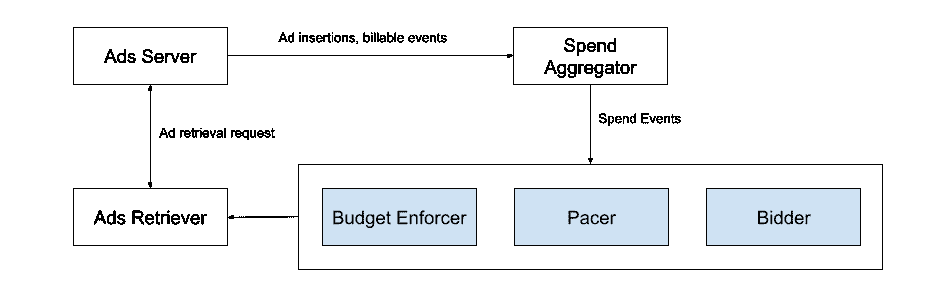 Ads Server
Ad insertions, billable events
Spend
Aggregator
Ad retrieval request
Spend Events
Ads Retriever
Budget Enforcer
Pacer
Bidder